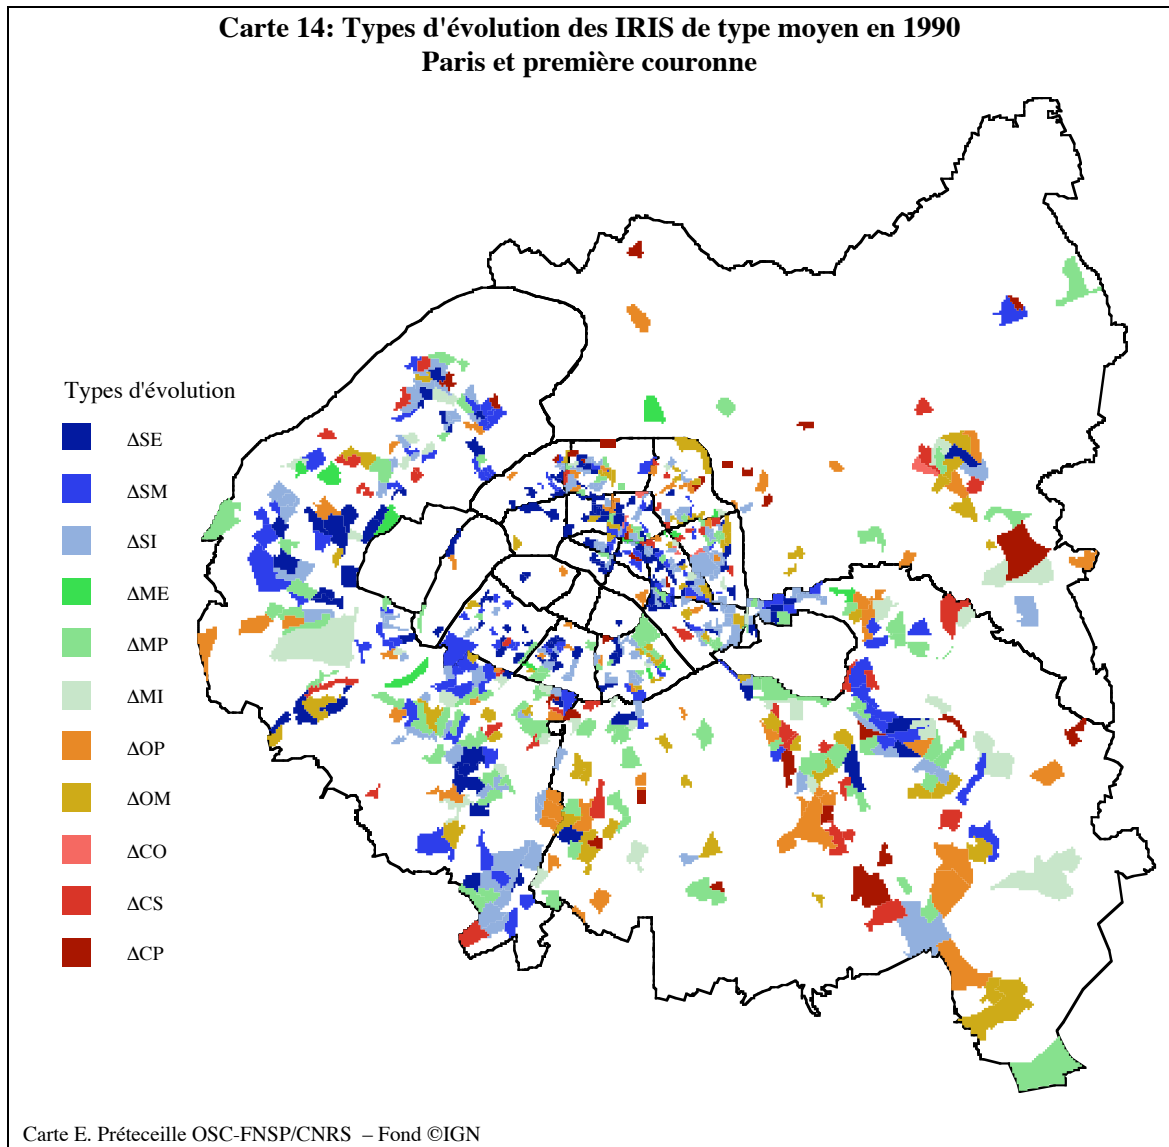 Carte 14: Types d'évolution des IRIS de type moyen en 1990
Paris et première couronne
Types d'évolution
ΔSE
ΔSM
ΔSI
ΔME
ΔMP
ΔMI
ΔOP
ΔOM
ΔCO
ΔCS
ΔCP
Carte E. Préteceille OSC-FNSP/CNRS – Fond ©IGN